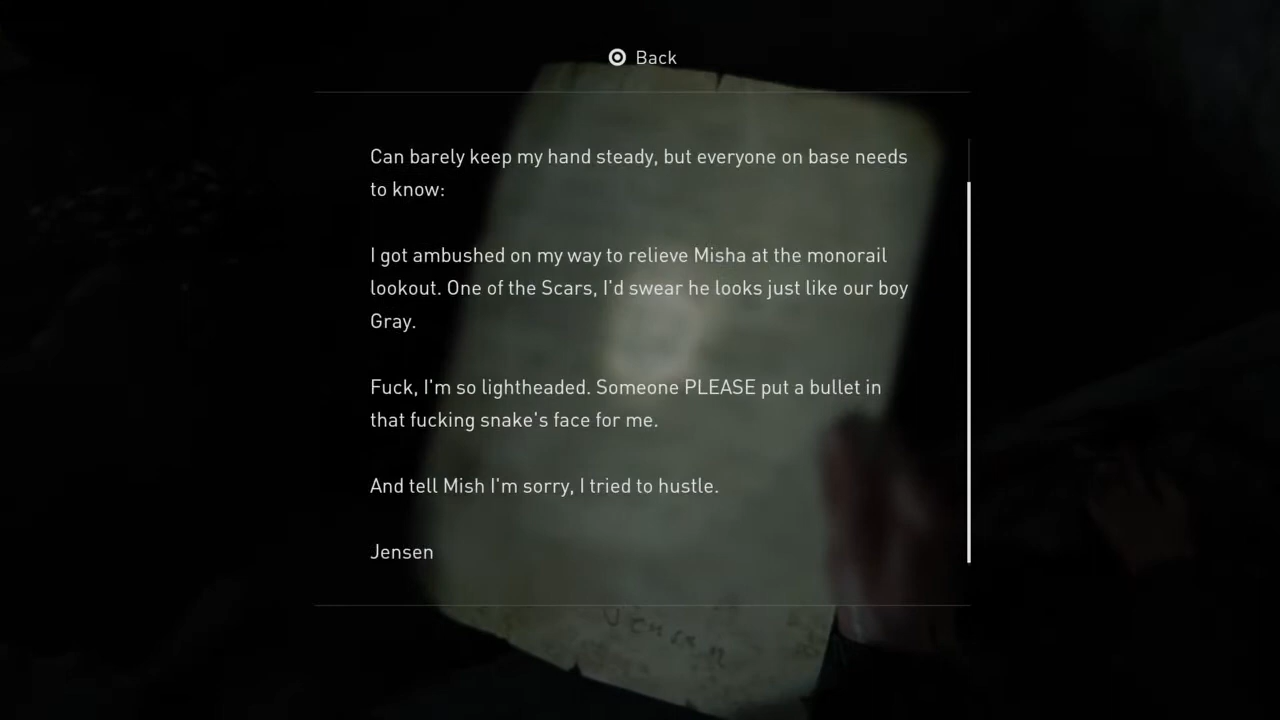 Back
Can barely keep my hand steady, but everyone on base needs
to know:
I got ambushed on my way to relieve Misha at the monorail
lookout. One of the Scars, I'd swear he looks just like our boy
Gray.
Fuck, I'm so lightheaded. Someone PLEASE put a bullet in
that fucking snake's face for me.
And tell Mish I'm sorry, I tried to hustle.
Jensen
Jensen